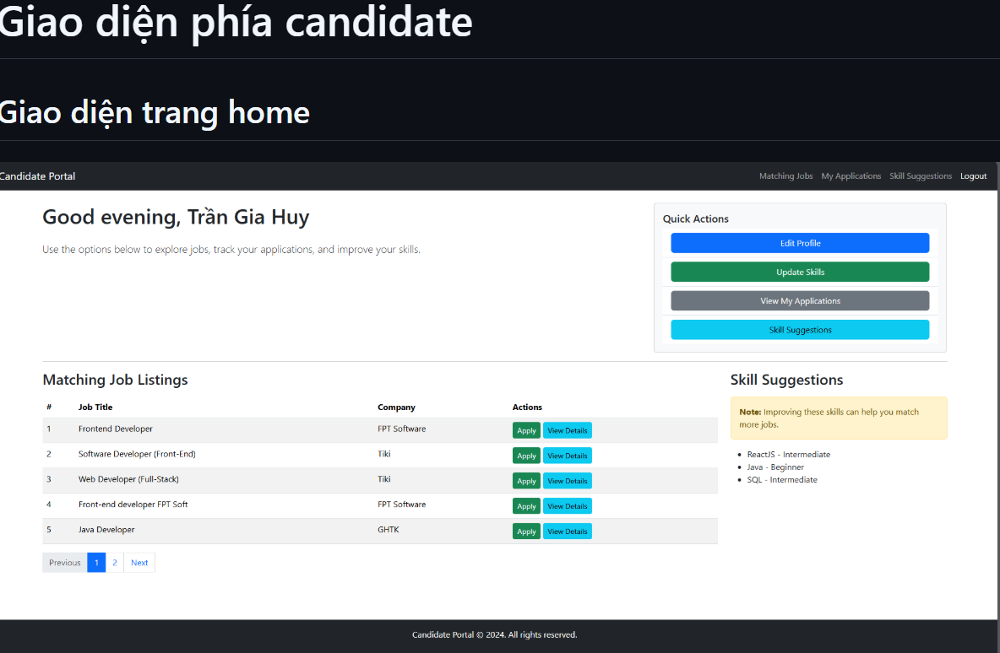 Giao diện phía candidate
Giao diện trang home
Candidate Portal
Matching Jobs My Applications Skill Suggestions Logout
Good evening, Trần Gia Huy
Use the options below to explore jobs, track your applications, and improve your skills.
Quick Actions
Edit Profile
Update Skills
View My Applications
Skill Suggestions
Matching Job Listings
# Job Title Company Actions
1 Frontend Developer FPT Software Apply View Details
2 Software Developer (Front-End) Tiki Apply View Details
3 Web Developer (Full-Stack) Tiki Apply View Details
4 Front-end developer FPT Soft FPT Software Apply View Details
5 Java Developer GHTK Apply View Details
Previous 1 2 Next
Skill Suggestions
Note: Improving these skills can help you match
more jobs.
• ReactJS - Intermediate
• Java - Beginner
• SQL - Intermediate
Candidate Portal © 2024. All rights reserved.